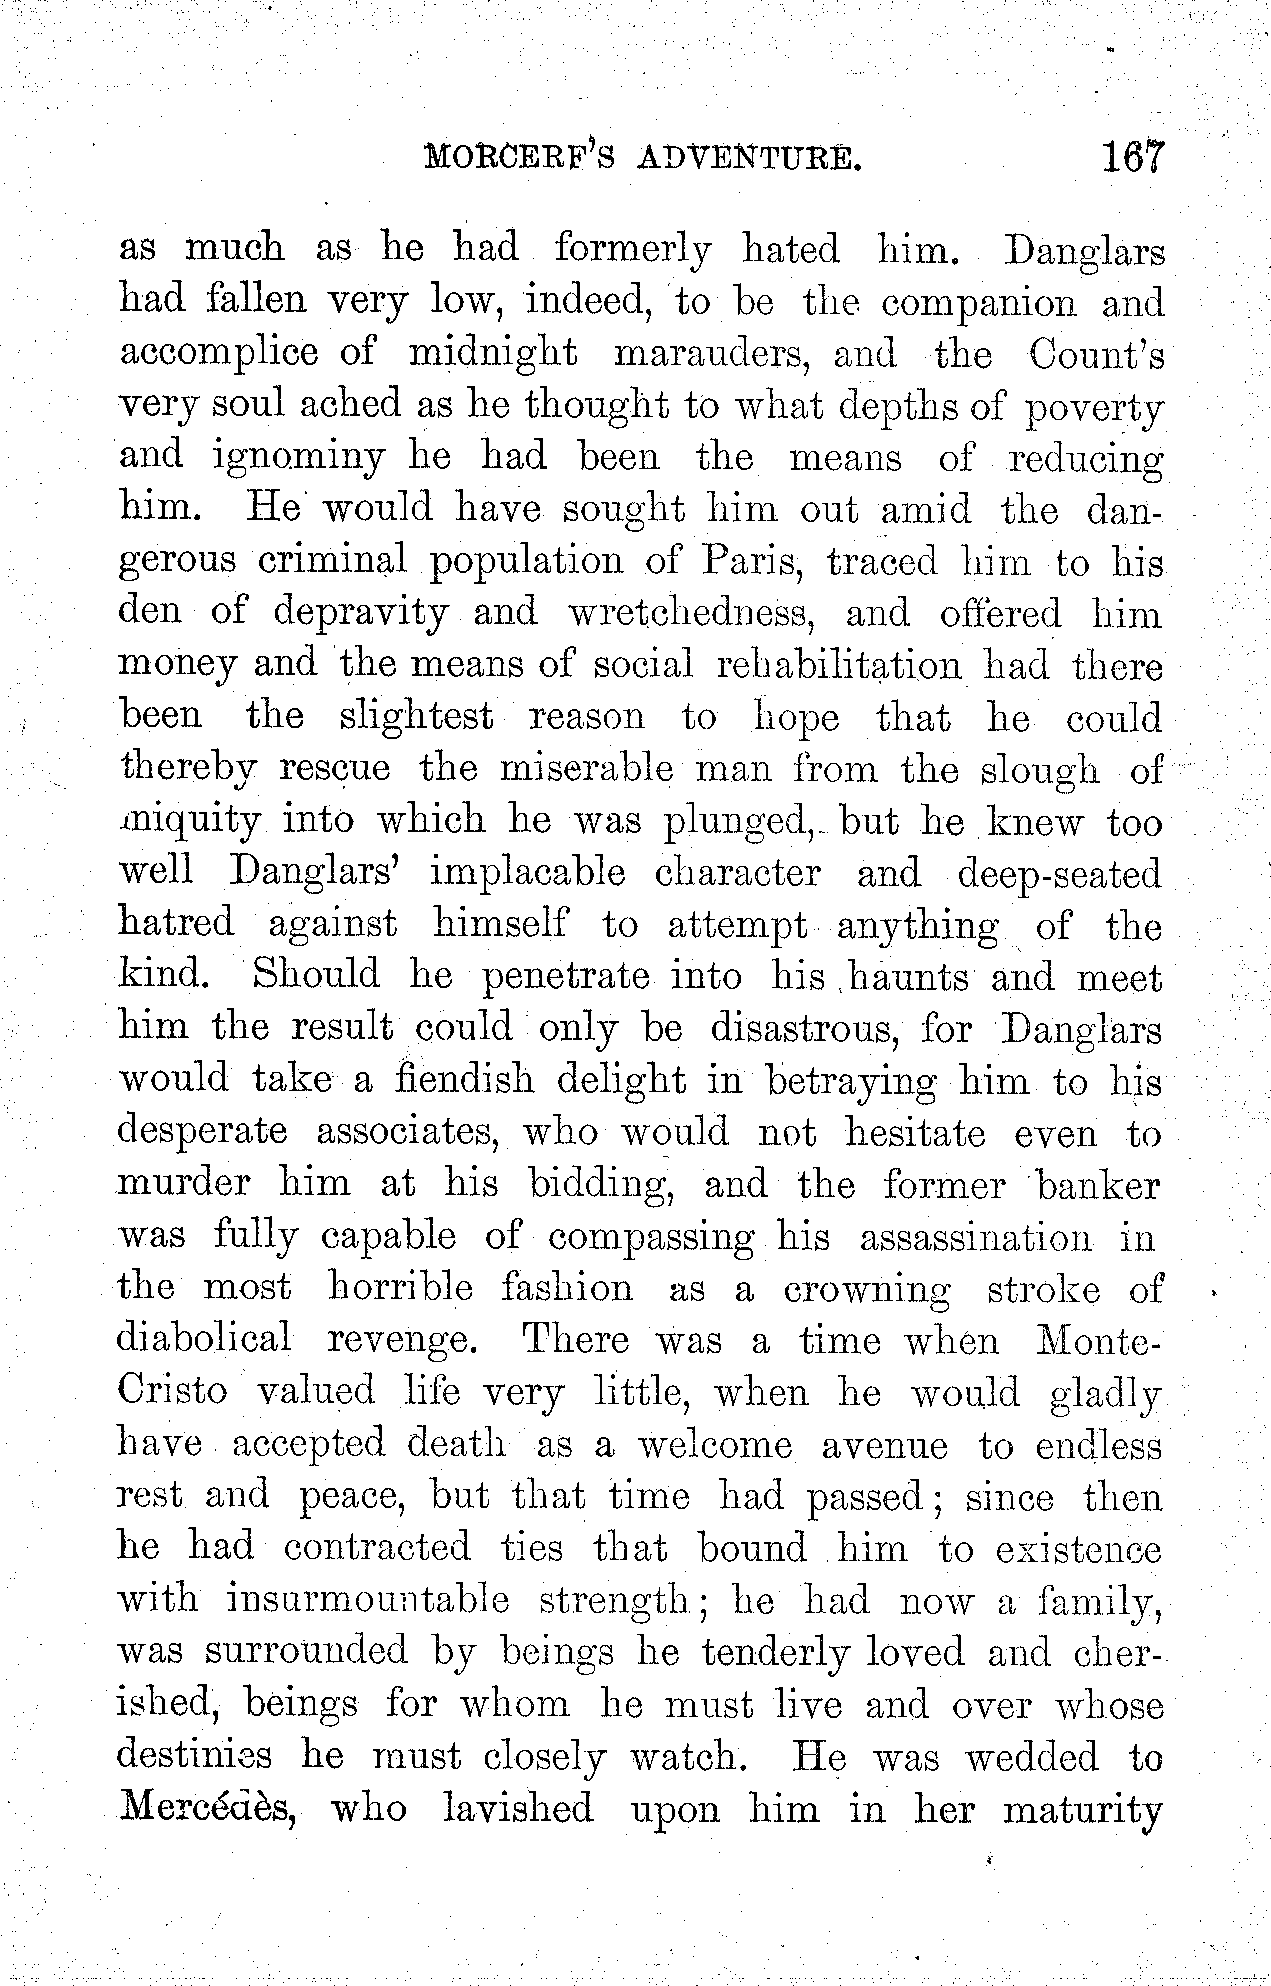 MORCERF'S ADVENTURE. 167
as much as he had formerly hated him. Danglars
had fallen very low, indeed, to be the companion and
accomplice of midnight marauders, and the Count's
very soul ached as he thought to what depths of poverty
and ignominy he had been the means of reducing
him. He would have sought him out amid the dan-
gerous criminal population of Paris, traced him to his
den of depravity and wretchedness, and offered him
money and the means of social rehabilitation had there
been the slightest reason to hope that he could
thereby rescue the miserable man from the slough of
iniquity into which he was plunged, but he knew too
well Danglars' implacable character and deep-seated
hatred against himself to attempt anything of the
kind. Should he penetrate into his haunts and meet
him the result could only be disastrous, for Danglars
would take a fiendish delight in betraying him to his
desperate associates, who would not hesitate even to
murder him at his bidding, and the former banker
was fully capable of compassing his assassination in
the most horrible fashion as a crowning stroke of
diabolical revenge. There was a time when Monte-
Cristo valued life very little, when he would gladly
have accepted death as a welcome avenue to endless
rest and peace, but that time had passed; since then
he had contracted ties that bound him to existence
with insurmountable strength; he had now a family,
was surrounded by beings he tenderly loved and cher-
ished, beings for whom he must live and over whose
destinies he must closely watch. He was wedded to
Mercédès, who lavished upon him in her maturity